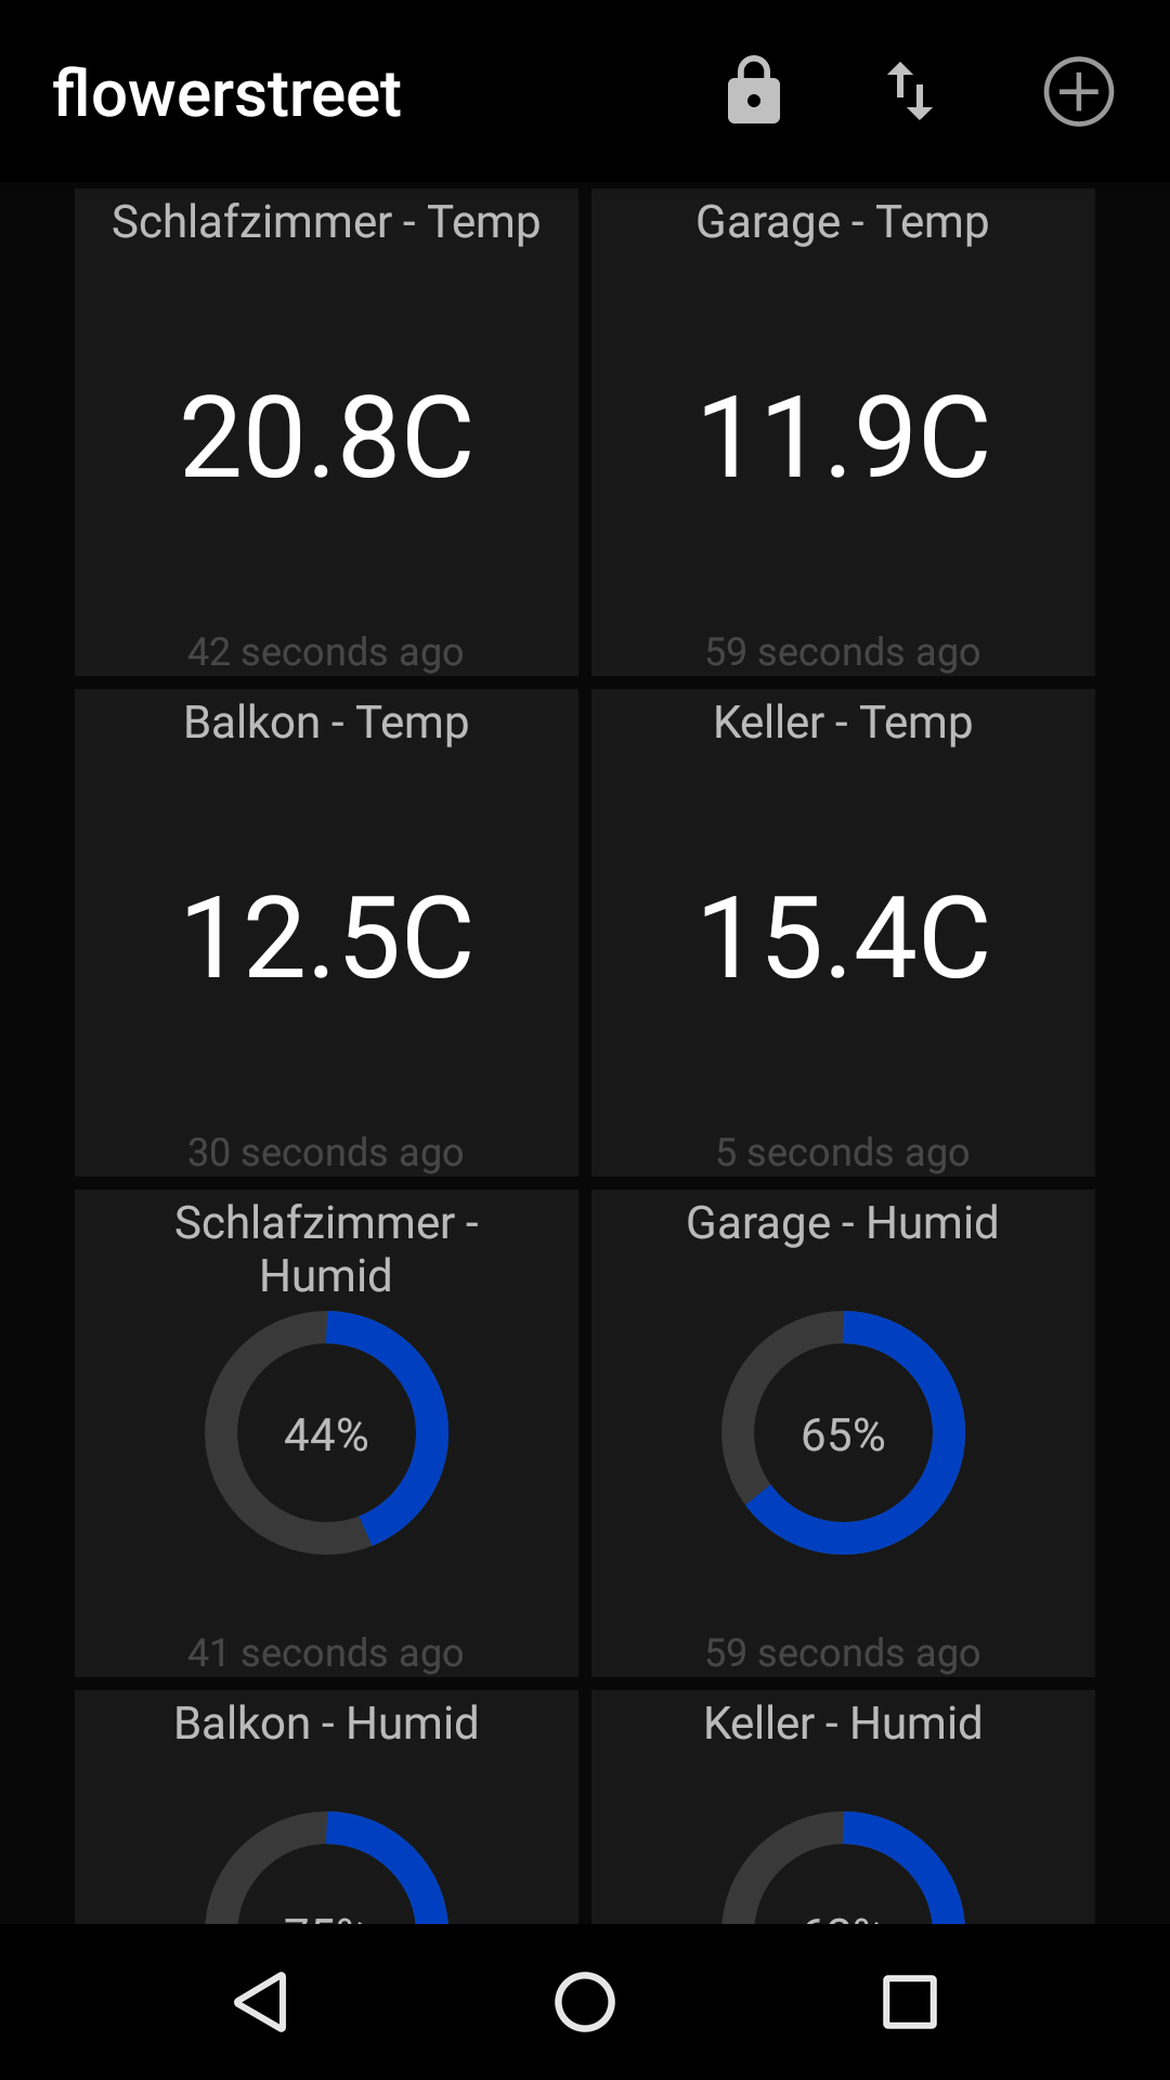 flowerstreet
Schlafzimmer - Temp
20.8C
42 seconds ago
Garage - Temp
11.9C
59 seconds ago
Balkon - Temp
12.5C
30 seconds ago
Keller - Temp
15.4C
5 seconds ago
Schlafzimmer -
Humid
44%
41 seconds ago
Garage - Humid
65%
59 seconds ago
Balkon - Humid
Keller - Humid